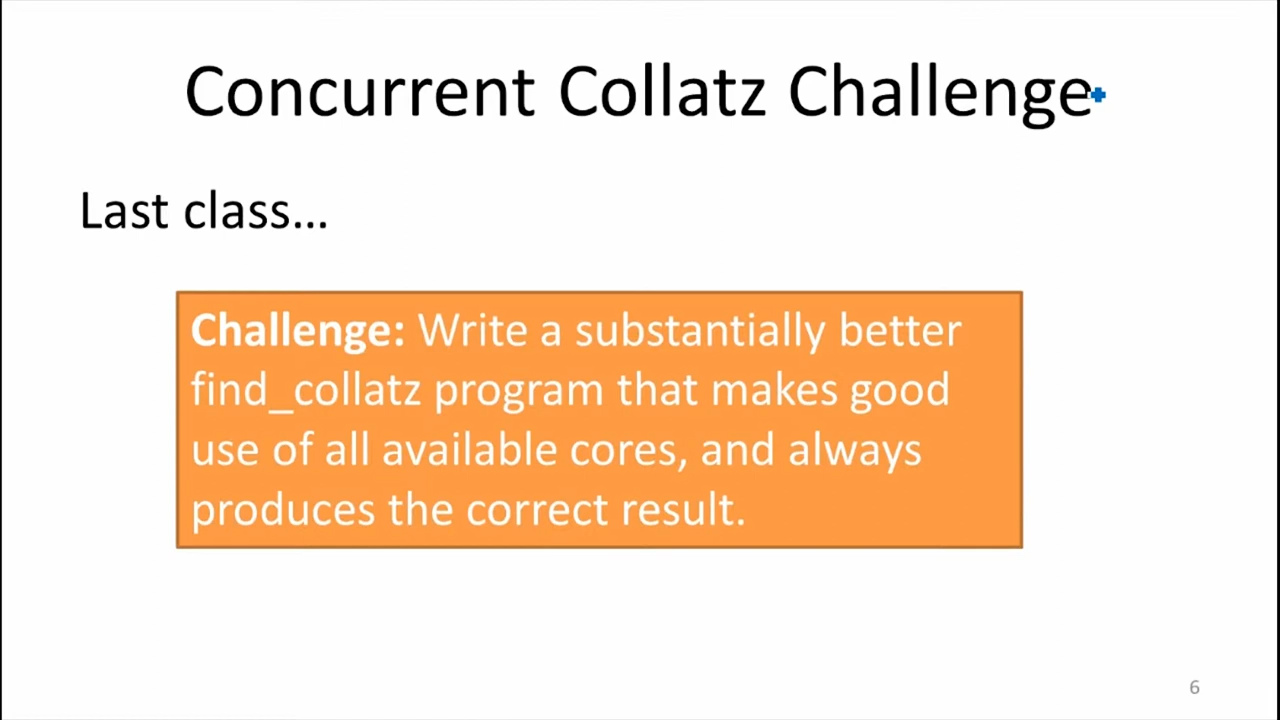 Concurrent Collatz Challenge
Last class…
Challenge: Write a substantially better
find_collatz program that makes good
use of all available cores, and always
produces the correct result.
6